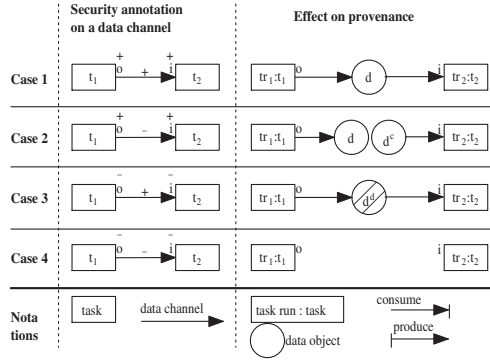 Security annotation
on a data channel
Effect on provenance
+ +
Case 1 t1 o + i t2 tr1:t1 o d i tr2:t2
+ +
Case 2 t1 o - i t2 tr1:t1 o d dc i tr2:t2
- -
Case 3 t1 o + i t2 tr1:t1 o dd i tr2:t2
- -
Case 4 t1 o - i t2 tr1:t1 o i tr2:t2
Nota
tions
task
data channel
task run : task
data object
consume
produce